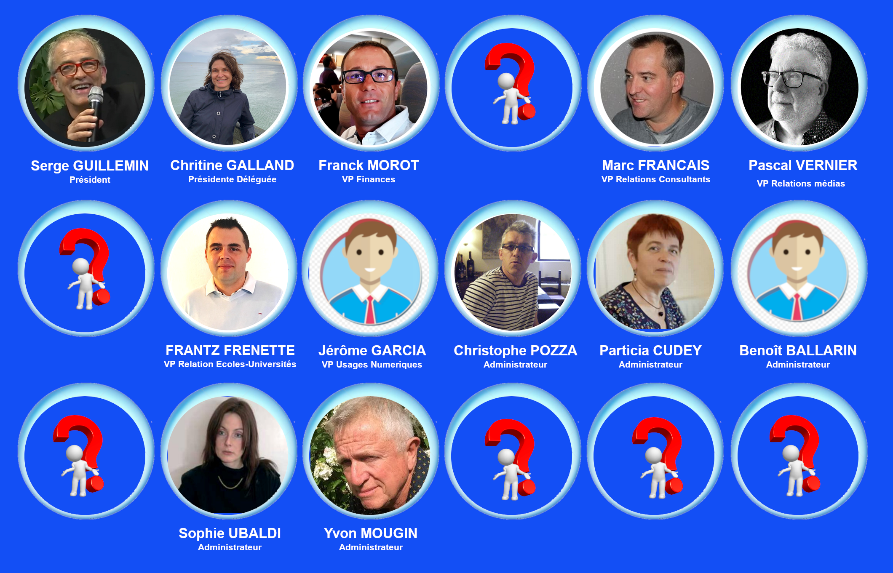 Serge GUILLEMIN
Président
Chritine GALLAND
Présidente Déléguée
Franck MOROT
VP Finances
Marc FRANCAIS
VP Relations Consultants
Pascal VERNIER
VP Relations médias
FRANTZ FRENETTE
VP Relation Ecoles-Universités
Jérôme GARCIA
VP Usages Numeriques
Christophe POZZA
Administrateur
Particia CUDEY
Administrateur
Benoît BALLARIN
Administrateur
Sophie UBALDI
Administrateur
Yvon MOUGIN
Administrateur